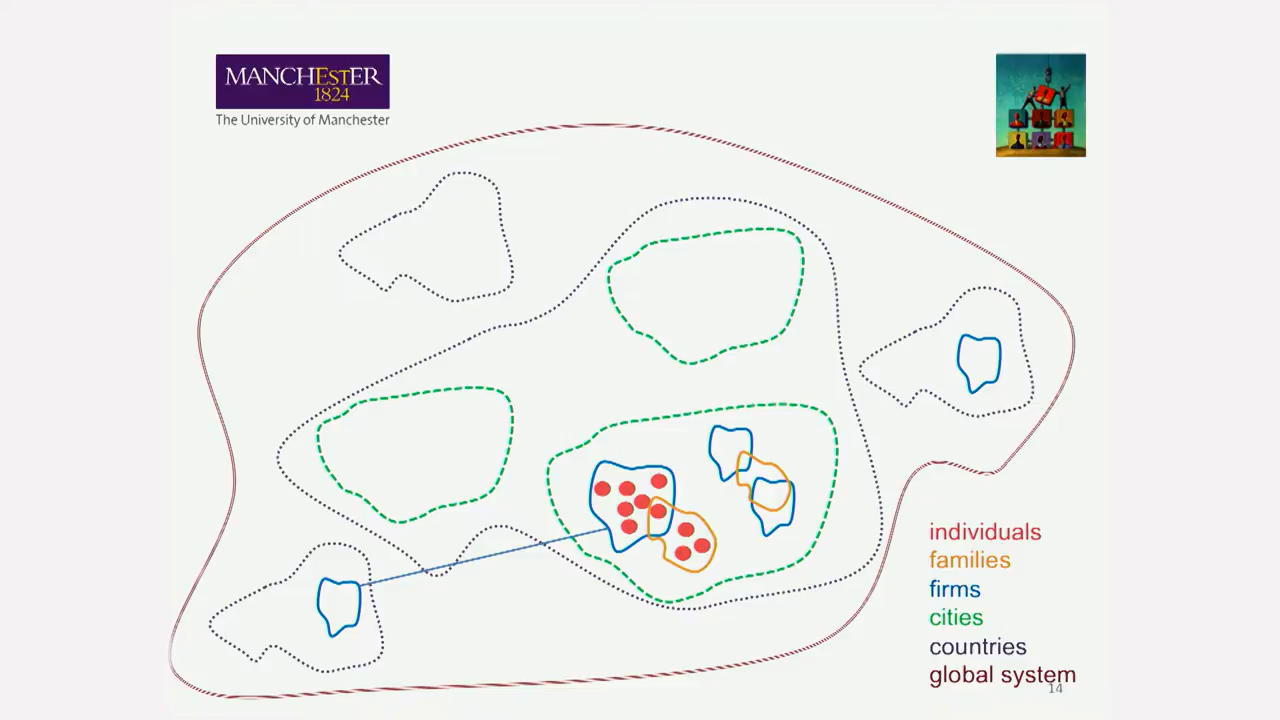 MANCHEsTER
1824
The University of Manchester
individuals
families
firms
cities
countries
global system
14